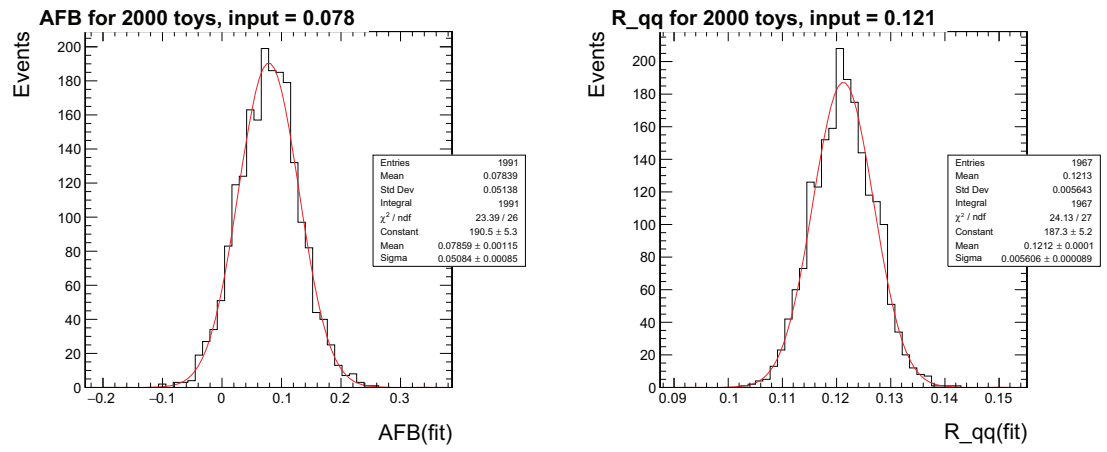 AFB for 2000 toys, input = 0.078
Events
200
180
160
140
120
100
80
60
40
20
0
Entries 1991
Mean 0.07839
Std Dev 0.05138
Integral 1991
χ² / ndf 23.39 / 26
Constant 190.5 ± 5.3
Mean 0.07859 ± 0.00115
Sigma 0.05084 ± 0.00085
−0.2 −0.1 0 0.1 0.2 0.3
AFB(fit)
R_qq for 2000 toys, input = 0.121
Events
200
180
160
140
120
100
80
60
40
20
0
Entries 1967
Mean 0.1213
Std Dev 0.005643
Integral 1967
χ² / ndf 24.13 / 27
Constant 187.3 ± 5.2
Mean 0.1212 ± 0.0001
Sigma 0.005606 ± 0.000089
0.09 0.1 0.11 0.12 0.13 0.14 0.15
R_qq(fit)